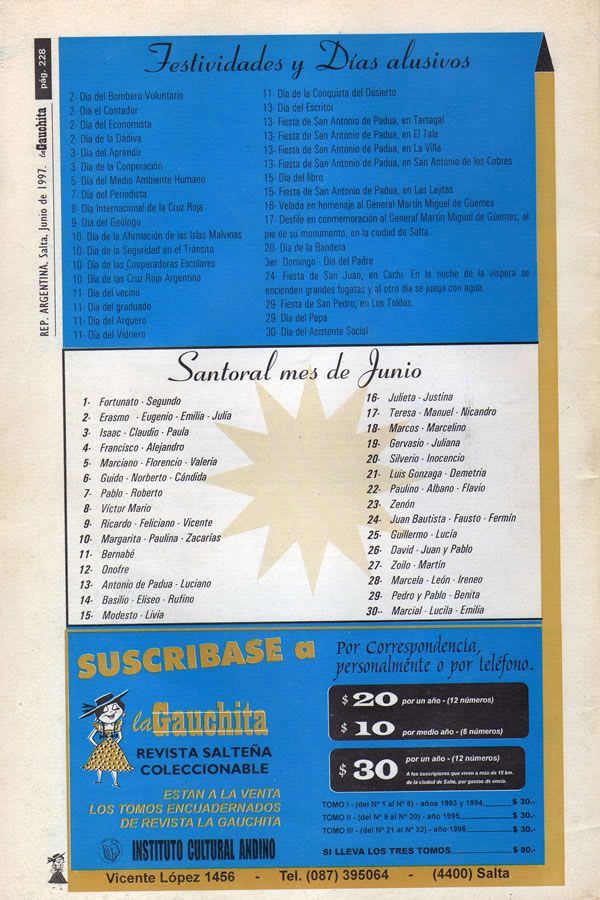 REP. ARGENTINA, Salta, Junio de 1997. la Gauchita pág. 228
Festividades y Días alusivos
2- Día del Bombero Voluntario
2- Día el Contador
2- Día del Economista
2- Día de la Dádiva
3- Día del Aprendiz
3- Día de la Cooperación
5- Día del Medio Ambiente Humano
7- Día del Periodista
8- Día Internacional de la Cruz Roja
9- Día del Geólogo
10- Día de la Afirmación de las Islas Malvinas
10- Día de la Seguridad en el Tránsito
10- Día de las Cooperadoras Escolares
10- Día de las Cruz Roja Argentina
11- Día del vecino
11- Día del graduado
11- Día del Arquero
11- Día del Vidriero
11- Día de la Conquista del Desierto
13- Día del Escritor
13- Fiesta de San Antonio de Padua, en Tartagal
13- Fiesta de San Antonio de Padua, en El Tala
13- Fiesta de San Antonio de Padua, en La Viña
13- Fiesta de San Antonio de Padua, en San Antonio de los Cobres
15- Día del libro
15- Fiesta de San Antonio de Padua, en Las Lajitas
16- Velada en homenaje al General Martín Miguel de Güemes
17- Desfile en conmemoración al General Martín Miguel de Güemes, al
pie de su monumento, en la ciudad de Salta.
20- Día de la Bandera
3er. Domingo - Día del Padre
24- Fiesta de San Juan, en Cachi. En la noche de la víspera se
encienden grandes fogatas y al otro día se juega con agua.
29- Fiesta de San Pedro, en Los Toldos.
29- Día del Papa
30- Día del Asistente Social
Santoral mes de Junio
1- Fortunato - Segundo
2- Erasmo - Eugenio - Emilia - Julia
3- Isaac - Claudio - Paula
4- Francisco - Alejandro
5- Marciano - Florencio - Valeria
6- Guido - Norberto - Cándida
7- Pablo - Roberto
8- Víctor Mario
9- Ricardo - Feliciano - Vicente
10- Margarita - Paulina - Zacarías
11- Bernabé
12- Onofre
13- Antonio de Padua - Luciano
14- Basilio - Eliseo - Rufino
15- Modesto - Livia
16- Julieta - Justina
17- Teresa - Manuel - Nicandro
18- Marcos - Marcelino
19- Gervasio - Juliana
20- Silverio - Inocencio
21- Luis Gonzaga - Demetria
22- Paulino - Albano - Flavio
23- Zenón
24- Juan Bautista - Fausto - Fermín
25- Guillermo - Lucía
26- David - Juan y Pablo
27- Zoilo - Martín
28- Marcela - León - Ireneo
29- Pedro y Pablo - Benita
30-- Marcial - Lucila - Emilia
SUSCRIBASE a
la Gauchita
REVISTA SALTEÑA
COLECCIONABLE
ESTAN A LA VENTA
LOS TOMOS ENCUADERNADOS
DE REVISTA LA GAUCHITA
INSTITUTO CULTURAL ANDINO
Por Correspondencia,
personalmente o por teléfono.
$ 20 por un año - (12 números)
$ 10 por medio año - (6 números)
$ 30 por un año - (12 números)
A los suscriptores que viven a más de 15 km.
de la ciudad de Salta, por gastos de envío.
TOMO I - (del Nº 1 al Nº 8) - años 1993 y 1994 $ 30.-
TOMO II - (del Nº 9 al Nº 20) - año 1995 $ 30.-
TOMO III - (del Nº 21 al Nº 32) - año 1996 $ 30.-
SI LLEVA LOS TRES TOMOS $ 80.-
Vicente López 1456 - Tel. (087) 395064 - (4400) Salta